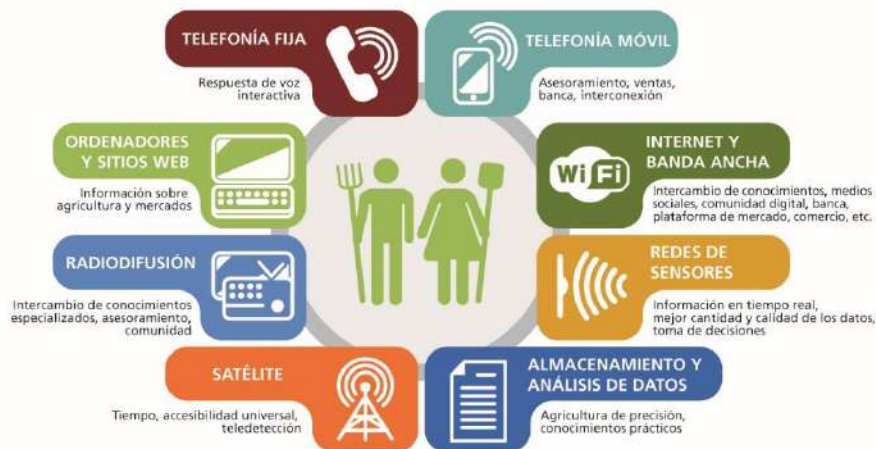 TELEFONÍA FIJA
Respuesta de voz
interactiva
TELEFONÍA MÓVIL
Asesoramiento, ventas,
banca, interconexión
ORDENADORES
Y SITIOS WEB
Información sobre
agricultura y mercados
WiFi
INTERNET Y
BANDA ANCHA
Intercambio de conocimientos, medios
sociales, comunidad digital, banca,
plataforma de mercado, comercio, etc.
RADIODIFUSIÓN
Intercambio de conocimientos
especializados, asesoramiento,
comunidad
REDES DE
SENSORES
Información en tiempo real,
mejor cantidad y calidad de los datos,
toma de decisiones
SATÉLITE
Tiempo, accesibilidad universal,
teledetección
ALMACENAMIENTO Y
ANÁLISIS DE DATOS
Agricultura de precisión,
conocimientos prácticos